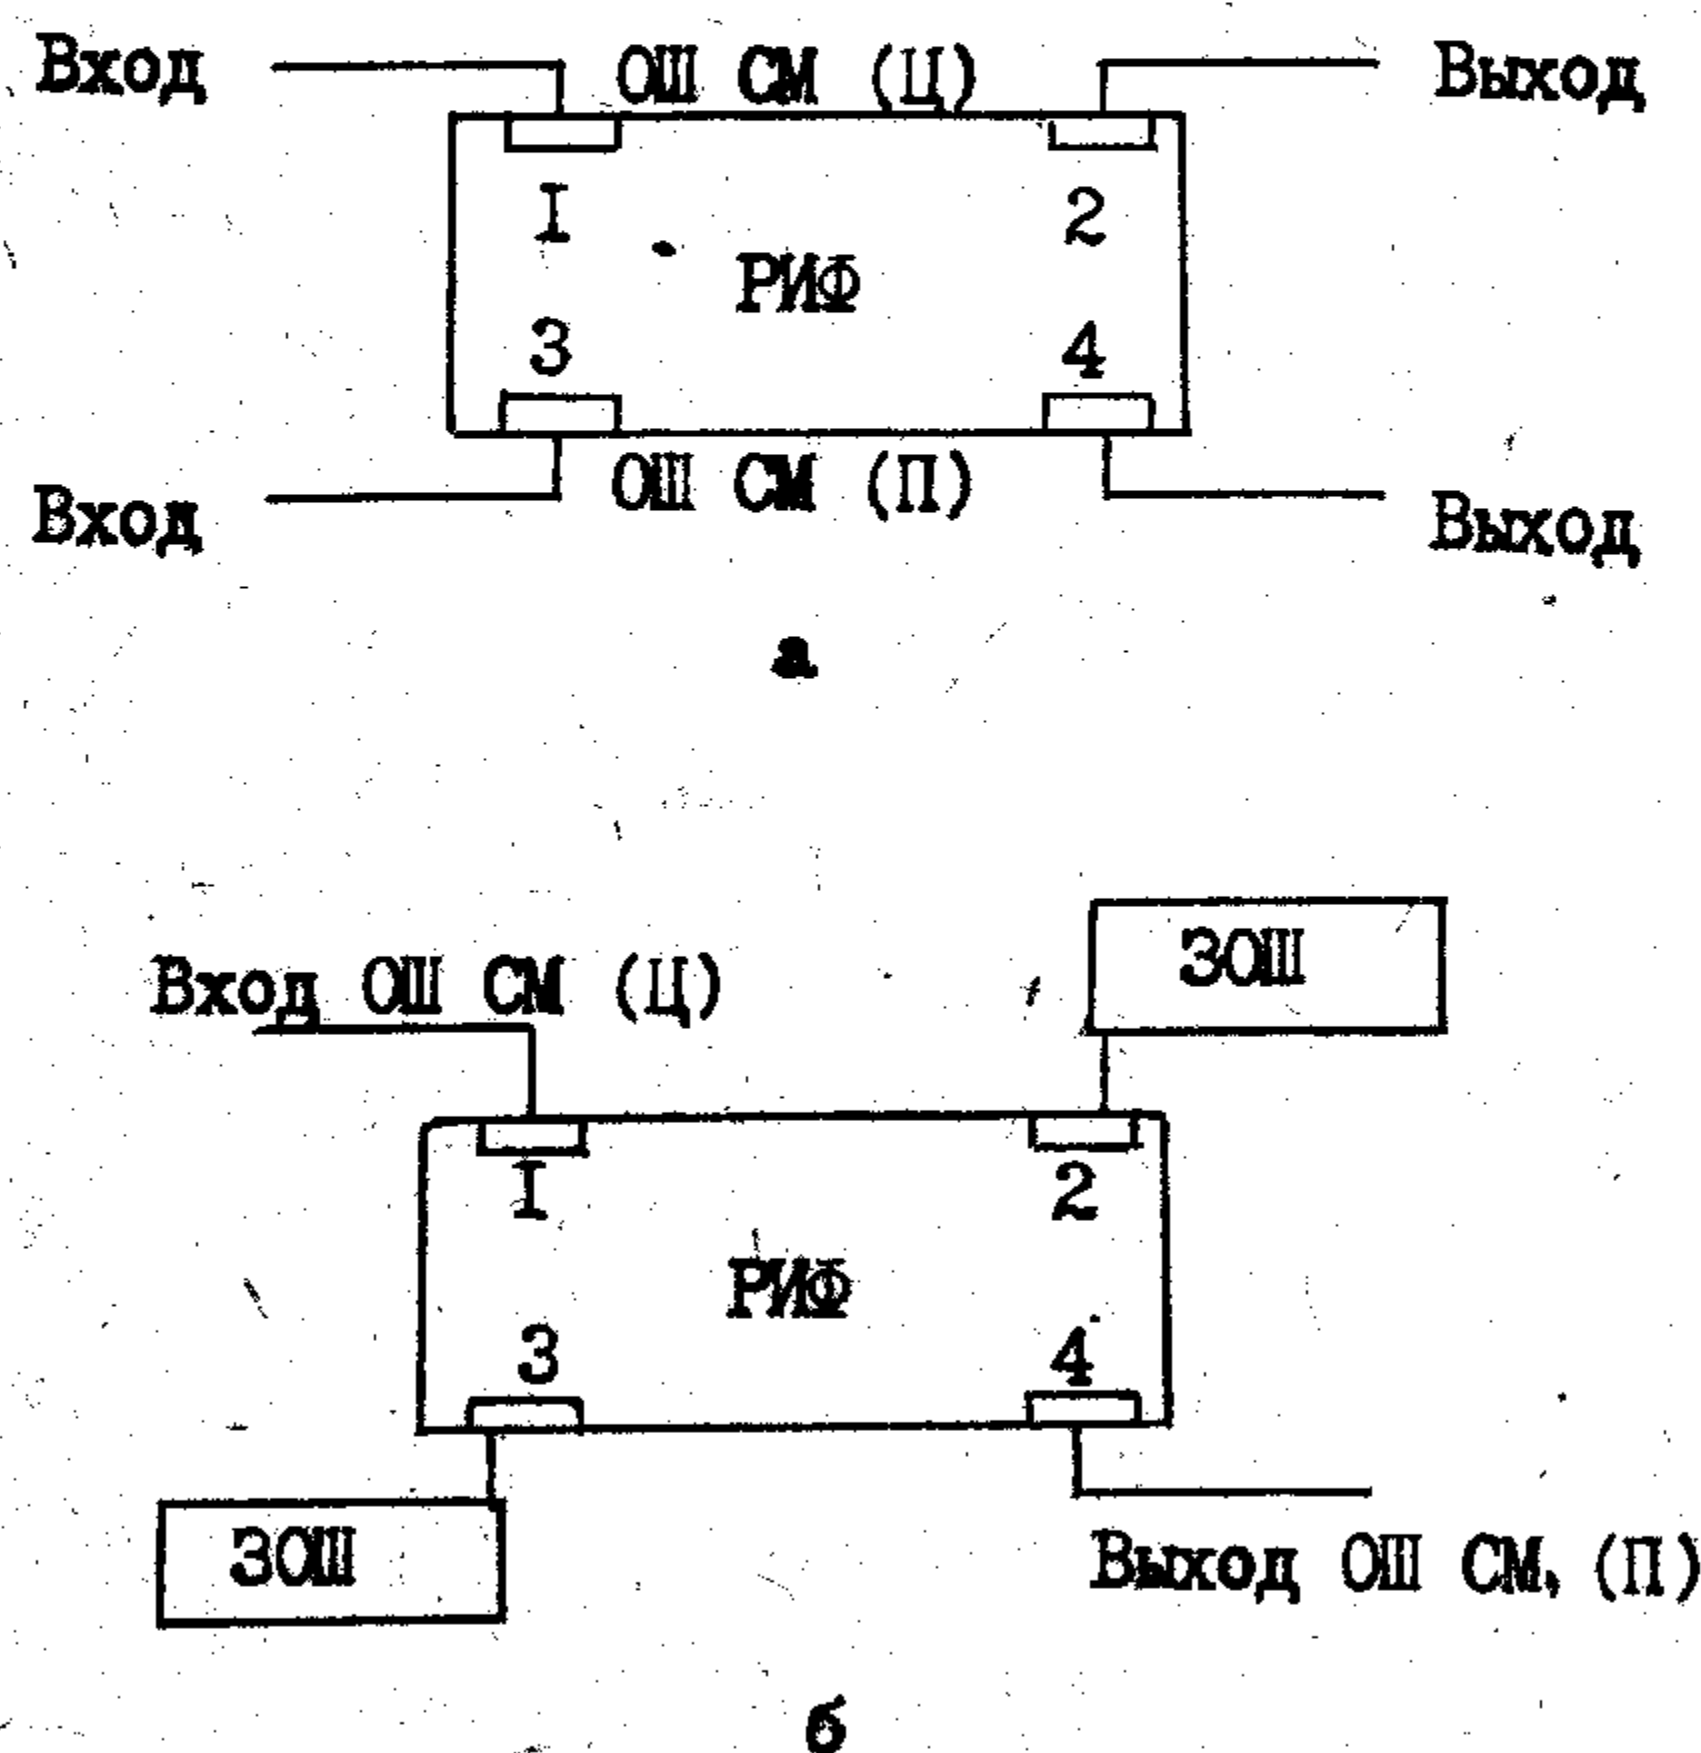 Вход ОШ СМ (Ц) Выход
I 2
РИФ
3 4
Вход ОШ СМ (П) Выход
а
ЗОШ
Вход ОШ СМ (Ц)
I 2
РИФ
3 4
ЗОШ
Выход ОШ СМ, (П)
б